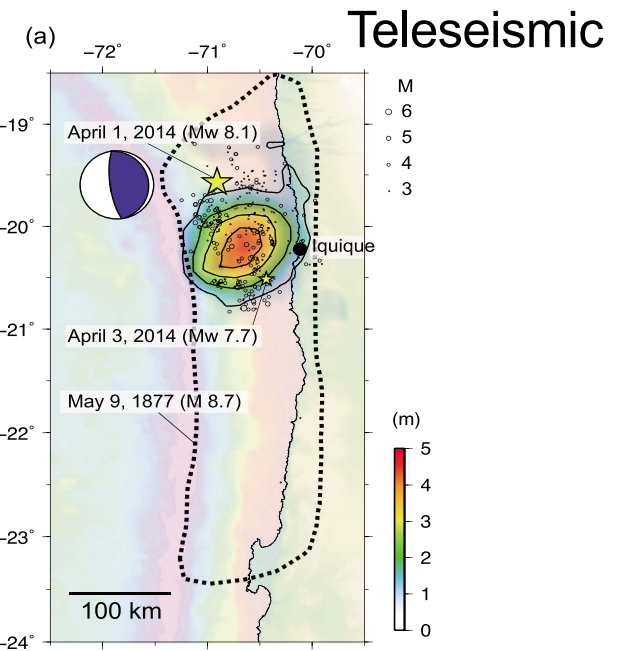 Teleseismic
(a)
−72° −71° −70°
M
6
5
4
3
−19°
April 1, 2014 (Mw 8.1)
−20°
Iquique
−21°
April 3, 2014 (Mw 7.7)
May 9, 1877 (M 8.7)
−22°
(m)
5
4
3
2
1
0
−23°
100 km
−24°